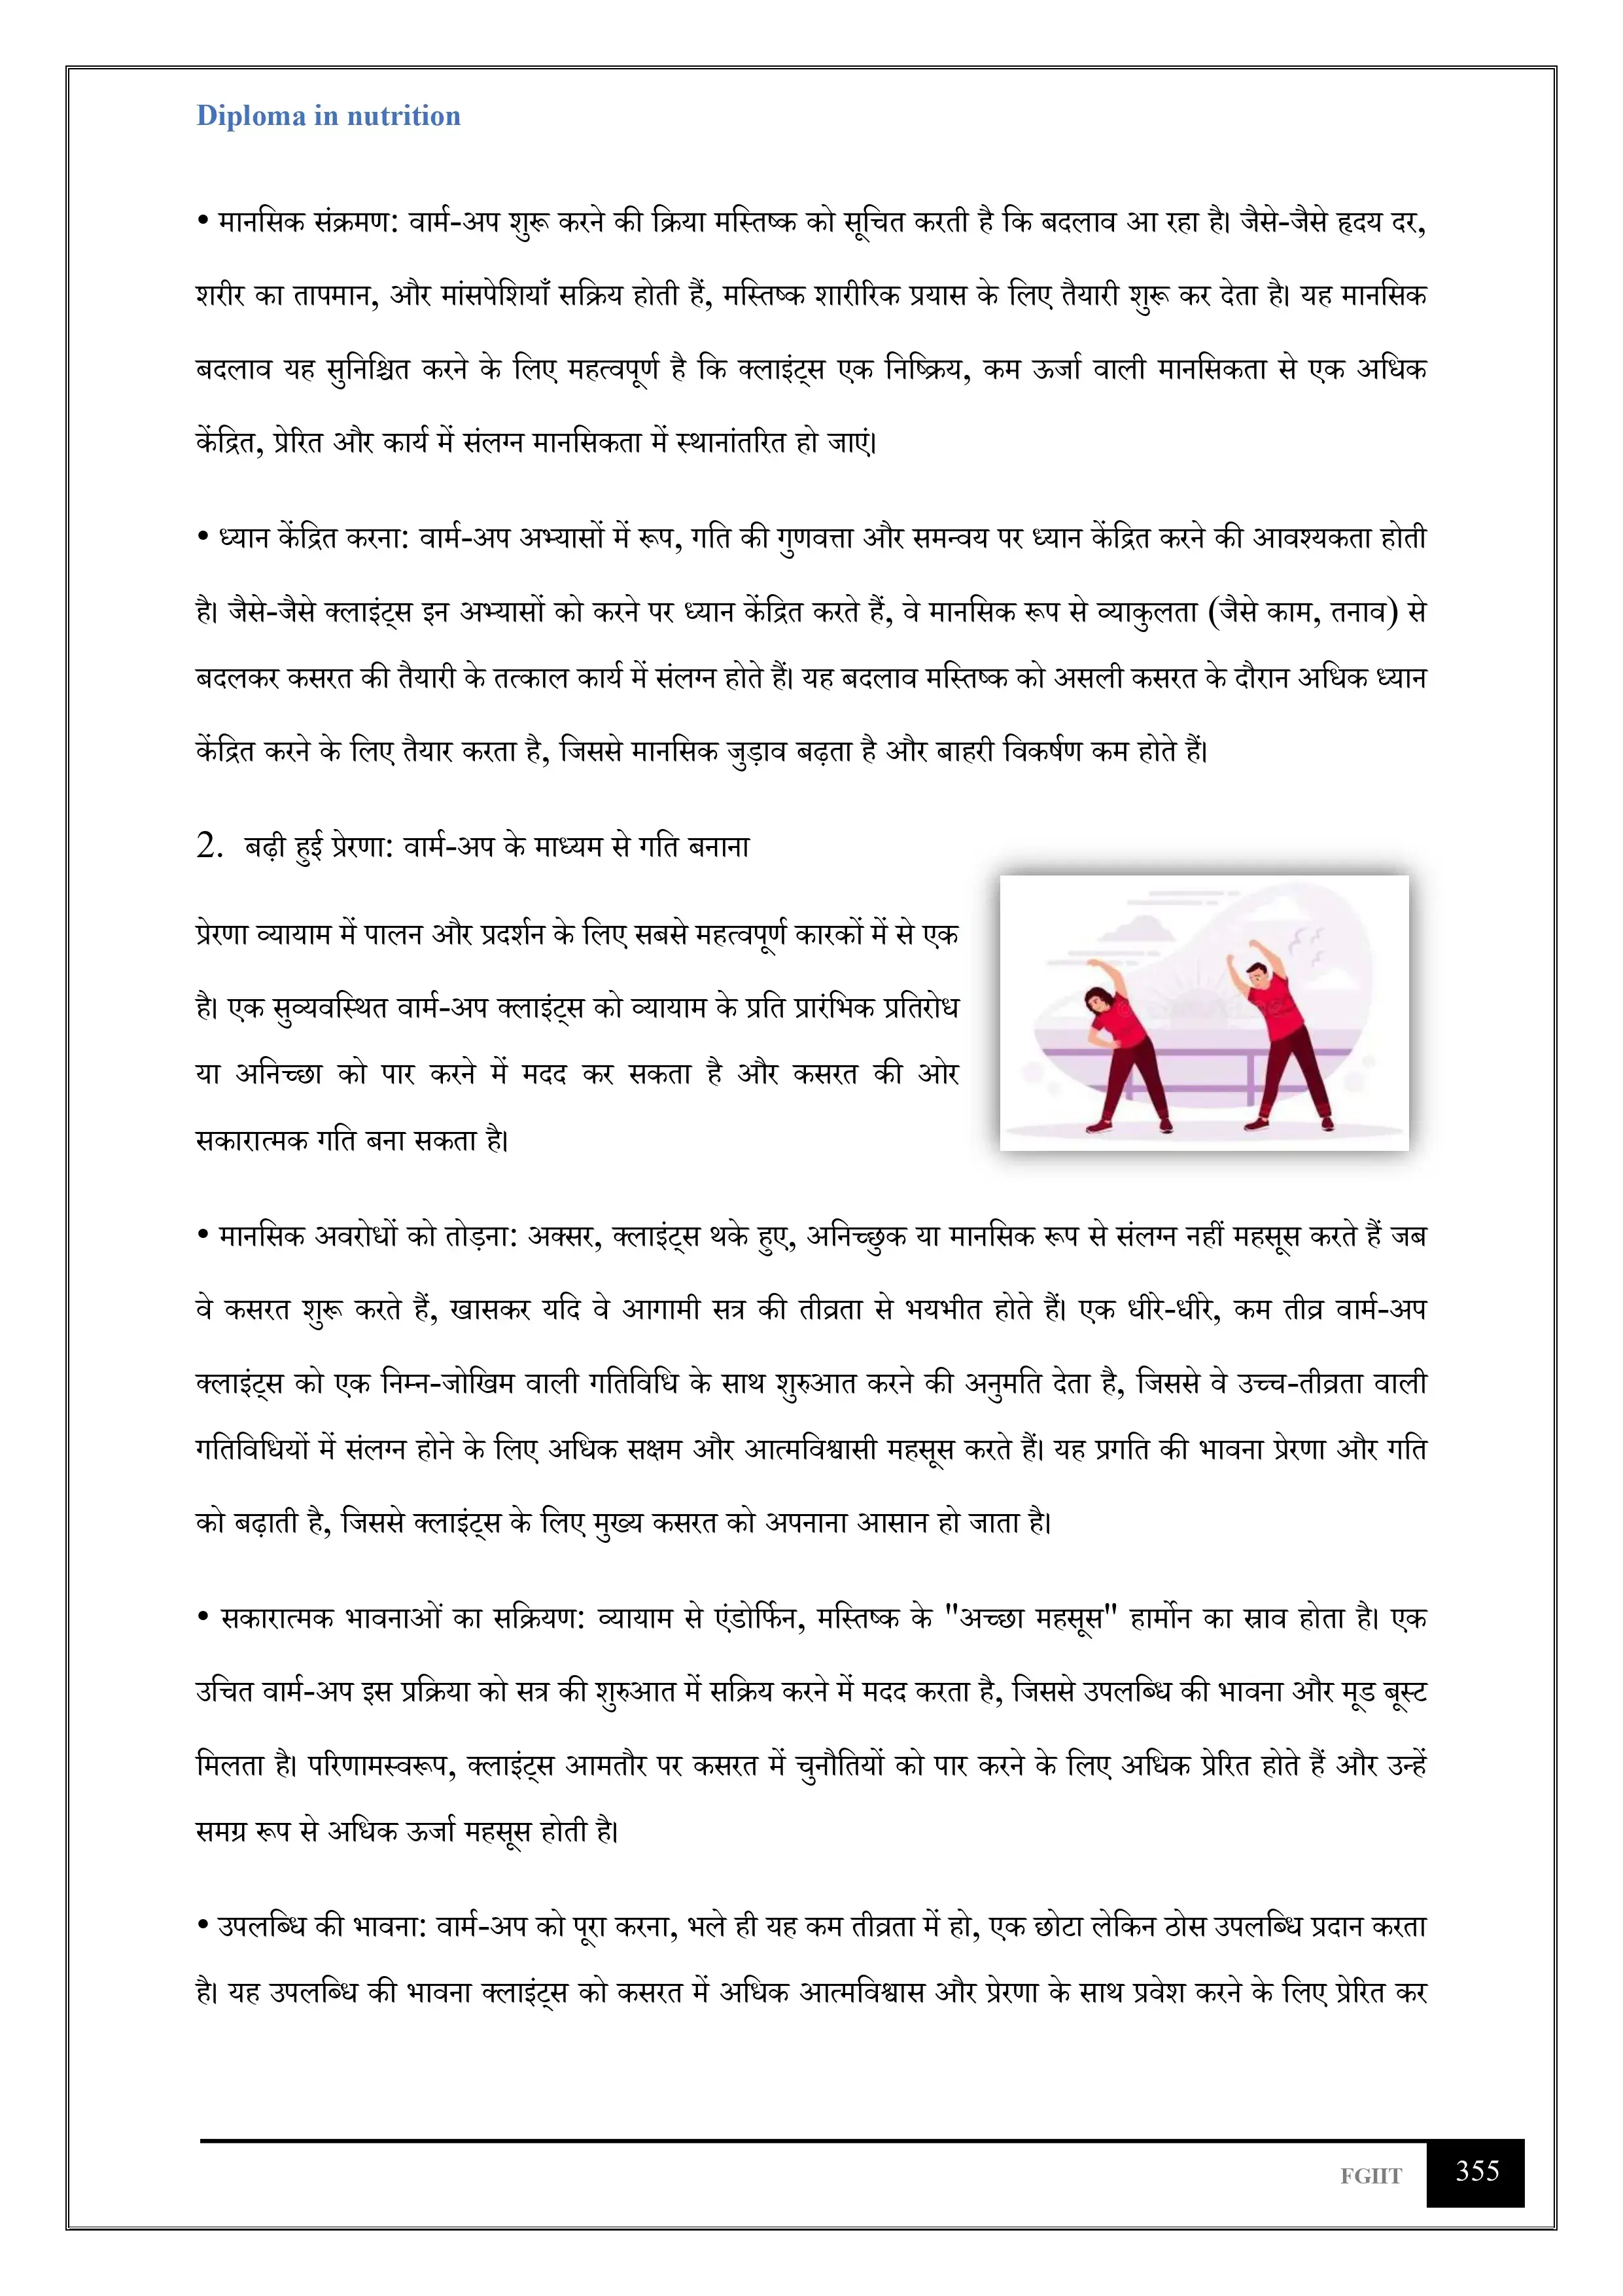 Diploma in nutrition
• मानसिक संक्रमण: वार्म-अप शुरू करने की क्रिया मस्तिष्क को सूचित करती है कि बदलाव आ रहा है। जैसे-जैसे हृदय दर,
शरीर का तापमान, और मांसपेशियाँ सक्रिय होती हैं, मस्तिष्क शारीरिक प्रयास के लिए तैयारी शुरू कर देता है। यह मानसिक
बदलाव यह सुनिश्चित करने के लिए महत्वपूर्ण है कि क्लाइंट्स एक निष्क्रिय, कम ऊर्जा वाली मानसिकता से एक अधिक
केंद्रित, प्रेरित और कार्य में संलग्न मानसिकता में स्थानांतरित हो जाएं।
• ध्यान केंद्रित करना: वार्म-अप अभ्यासों में रूप, गति की गुणवत्ता और समन्वय पर ध्यान केंद्रित करने की आवश्यकता होती
है। जैसे-जैसे क्लाइंट्स इन अभ्यासों को करने पर ध्यान केंद्रित करते हैं, वे मानसिक रूप से व्याकुलता (जैसे काम, तनाव) से
बदलकर कसरत की तैयारी के तत्काल कार्य में संलग्न होते हैं। यह बदलाव मस्तिष्क को असली कसरत के दौरान अधिक ध्यान
केंद्रित करने के लिए तैयार करता है, जिससे मानसिक जुड़ाव बढ़ता है और बाहरी विकर्षण कम होते हैं।
2. बढ़ी हुई प्रेरणा: वार्म-अप के माध्यम से गति बनाना
प्रेरणा व्यायाम में पालन और प्रदर्शन के लिए सबसे महत्वपूर्ण कारकों में से एक
है। एक सुव्यवस्थित वार्म-अप क्लाइंट्स को व्यायाम के प्रति प्रारंभिक प्रतिरोध
या अनिच्छा को पार करने में मदद कर सकता है और कसरत की ओर
सकारात्मक गति बना सकता है।
• मानसिक अवरोधों को तोड़ना: अक्सर, क्लाइंट्स थके हुए, अनिच्छुक या मानसिक रूप से संलग्न नहीं महसूस करते हैं जब
वे कसरत शुरू करते हैं, खासकर यदि वे आगामी सत्र की तीव्रता से भयभीत होते हैं। एक धीरे-धीरे, कम तीव्र वार्म-अप
क्लाइंट्स को एक निम्न-जोखिम वाली गतिविधि के साथ शुरुआत करने की अनुमति देता है, जिससे वे उच्च-तीव्रता वाली
गतिविधियों में संलग्न होने के लिए अधिक सक्षम और आत्मविश्वासी महसूस करते हैं। यह प्रगति की भावना प्रेरणा और गति
को बढ़ाती है, जिससे क्लाइंट्स के लिए मुख्य कसरत को अपनाना आसान हो जाता है।
• सकारात्मक भावनाओं का सक्रियण: व्यायाम से एंडोर्फिन, मस्तिष्क के "अच्छा महसूस" हार्मोन का स्राव होता है। एक
उचित वार्म-अप इस प्रक्रिया को सत्र की शुरुआत में सक्रिय करने में मदद करता है, जिससे उपलब्धि की भावना और मूड बूस्ट
मिलता है। परिणामस्वरूप, क्लाइंट्स आमतौर पर कसरत में चुनौतियों को पार करने के लिए अधिक प्रेरित होते हैं और उन्हें
समग्र रूप से अधिक ऊर्जा महसूस होती है।
• उपलब्धि की भावना: वार्म-अप को पूरा करना, भले ही यह कम तीव्रता में हो, एक छोटा लेकिन ठोस उपलब्धि प्रदान करता
है। यह उपलब्धि की भावना क्लाइंट्स को कसरत में अधिक आत्मविश्वास और प्रेरणा के साथ प्रवेश करने के लिए प्रेरित कर
FGIIT 355